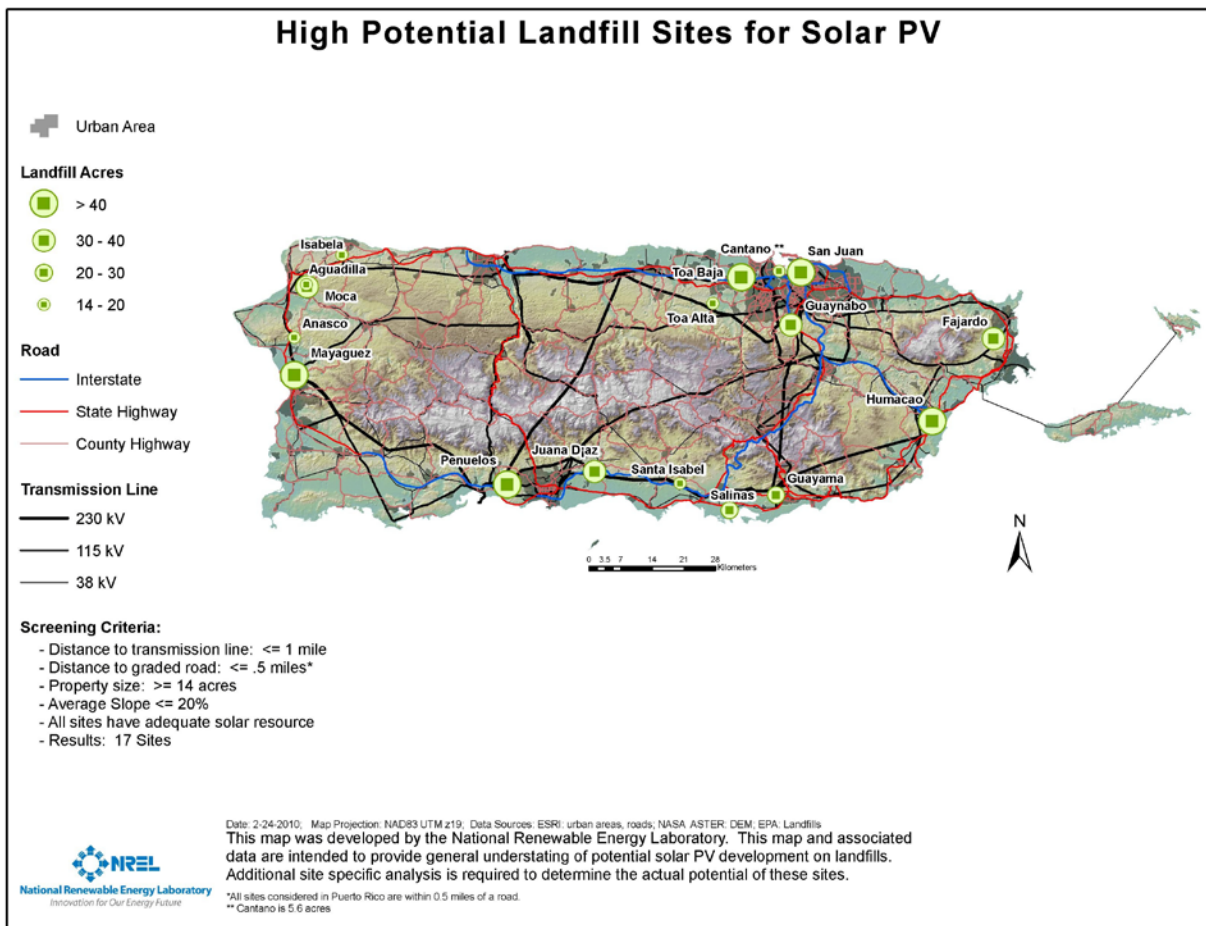 High Potential Landfill Sites for Solar PV
Urban Area
Landfill Acres
> 40
30 - 40
20 - 30
14 - 20
Road
Interstate
State Highway
County Highway
Transmission Line
230 kV
115 kV
38 kV
Isabela
Aguadilla
Moca
Anasco
Mayaguez
Cantano **
San Juan
Toa Baja
Toa Alta
Guaynabo
Fajardo
Humacao
Penuelos
Juana D¡az
Santa Isabel
Salinas
Guayama
N
0 3.5 7 14 21 28
Kilometers
Screening Criteria:
- Distance to transmission line: <= 1 mile
- Distance to graded road: <= .5 miles*
- Property size: >= 14 acres
- Average Slope <= 20%
- All sites have adequate solar resource
- Results: 17 Sites
Date: 2-24-2010; Map Projection: NAD83 UTM z19; Data Sources: ESRI: urban areas, roads; NASA ASTER: DEM; EPA: Landfills
This map was developed by the National Renewable Energy Laboratory. This map and associated
data are intended to provide general understating of potential solar PV development on landfills.
Additional site specific analysis is required to determine the actual potential of these sites.
*All sites considered in Puerto Rico are within 0.5 miles of a road.
** Cantano is 5.6 acres
NREL
National Renewable Energy Laboratory
Innovation for Our Energy Future